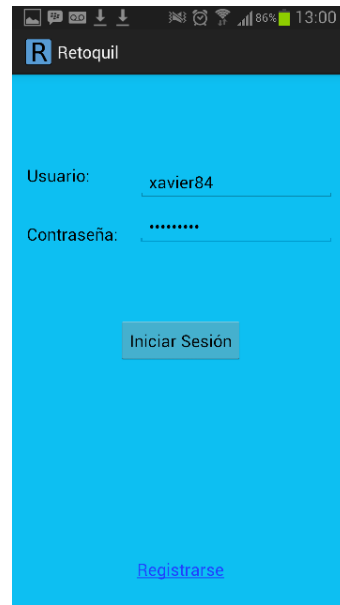 86% 13:00
R Retoquil
Usuario: xavier84
Contraseña: •••••••••
Iniciar Sesión
Registrarse